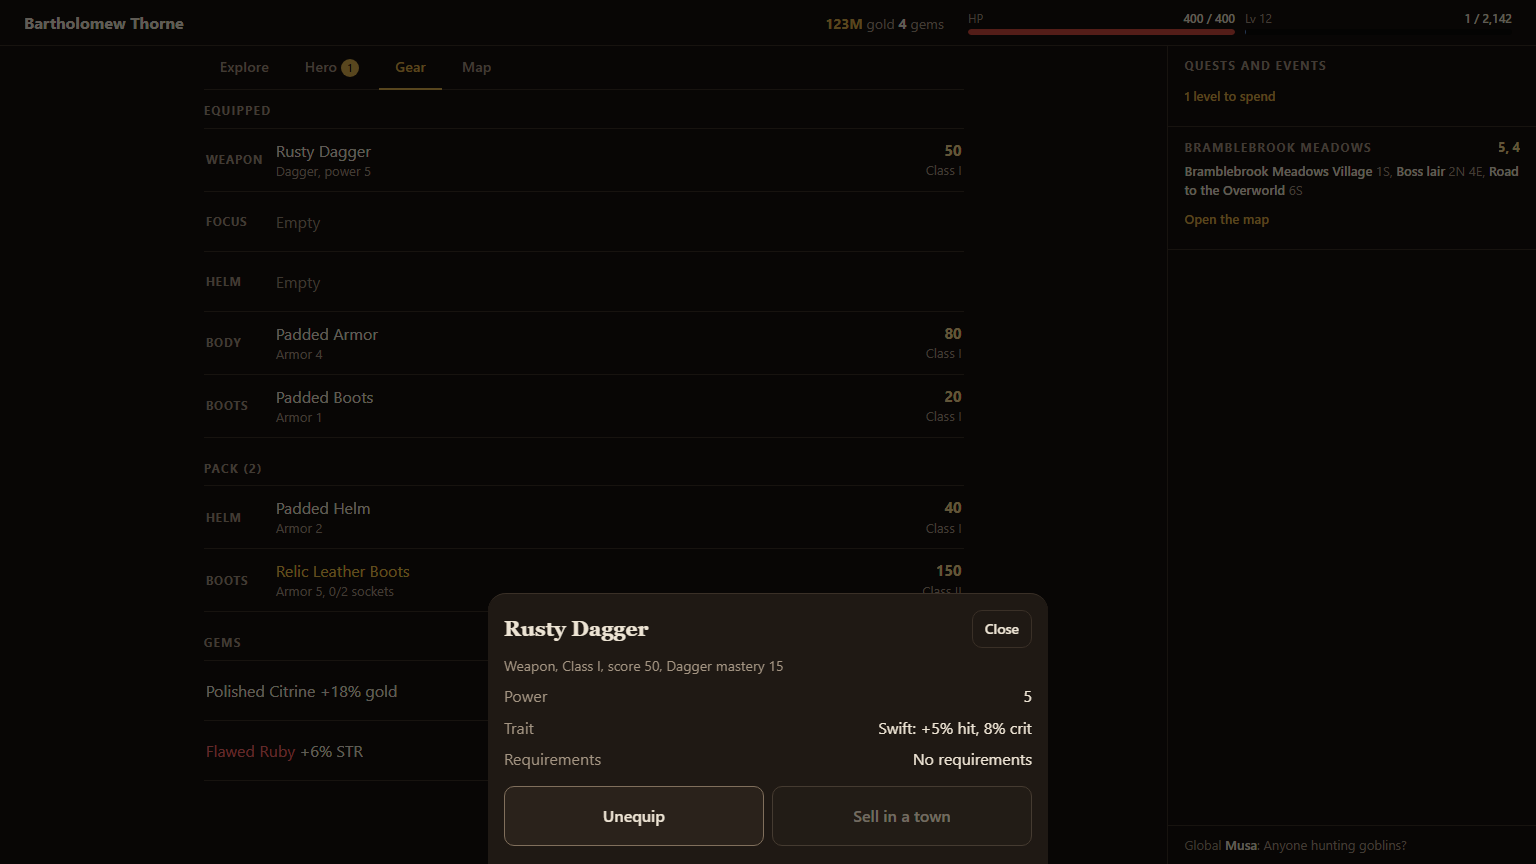 Bartholomew Thorne
123M gold 4 gems
HP 400 / 400
Lv 12 1 / 2,142
Explore Hero 1 Gear Map
EQUIPPED
WEAPON Rusty Dagger 50
Dagger, power 5 Class I
FOCUS Empty
HELM Empty
BODY Padded Armor 80
Armor 4 Class I
BOOTS Padded Boots 20
Armor 1 Class I
PACK (2)
HELM Padded Helm 40
Armor 2 Class I
BOOTS Relic Leather Boots 150
Armor 5, 0/2 sockets Class II
GEMS
Polished Citrine +18% gold
Flawed Ruby +6% STR
QUESTS AND EVENTS
1 level to spend
BRAMBLEBROOK MEADOWS 5, 4
Bramblebrook Meadows Village 1S, Boss lair 2N 4E, Road
to the Overworld 6S
Open the map
Rusty Dagger Close
Weapon, Class I, score 50, Dagger mastery 15
Power 5
Trait Swift: +5% hit, 8% crit
Requirements No requirements
Unequip Sell in a town
Global Musa: Anyone hunting goblins?